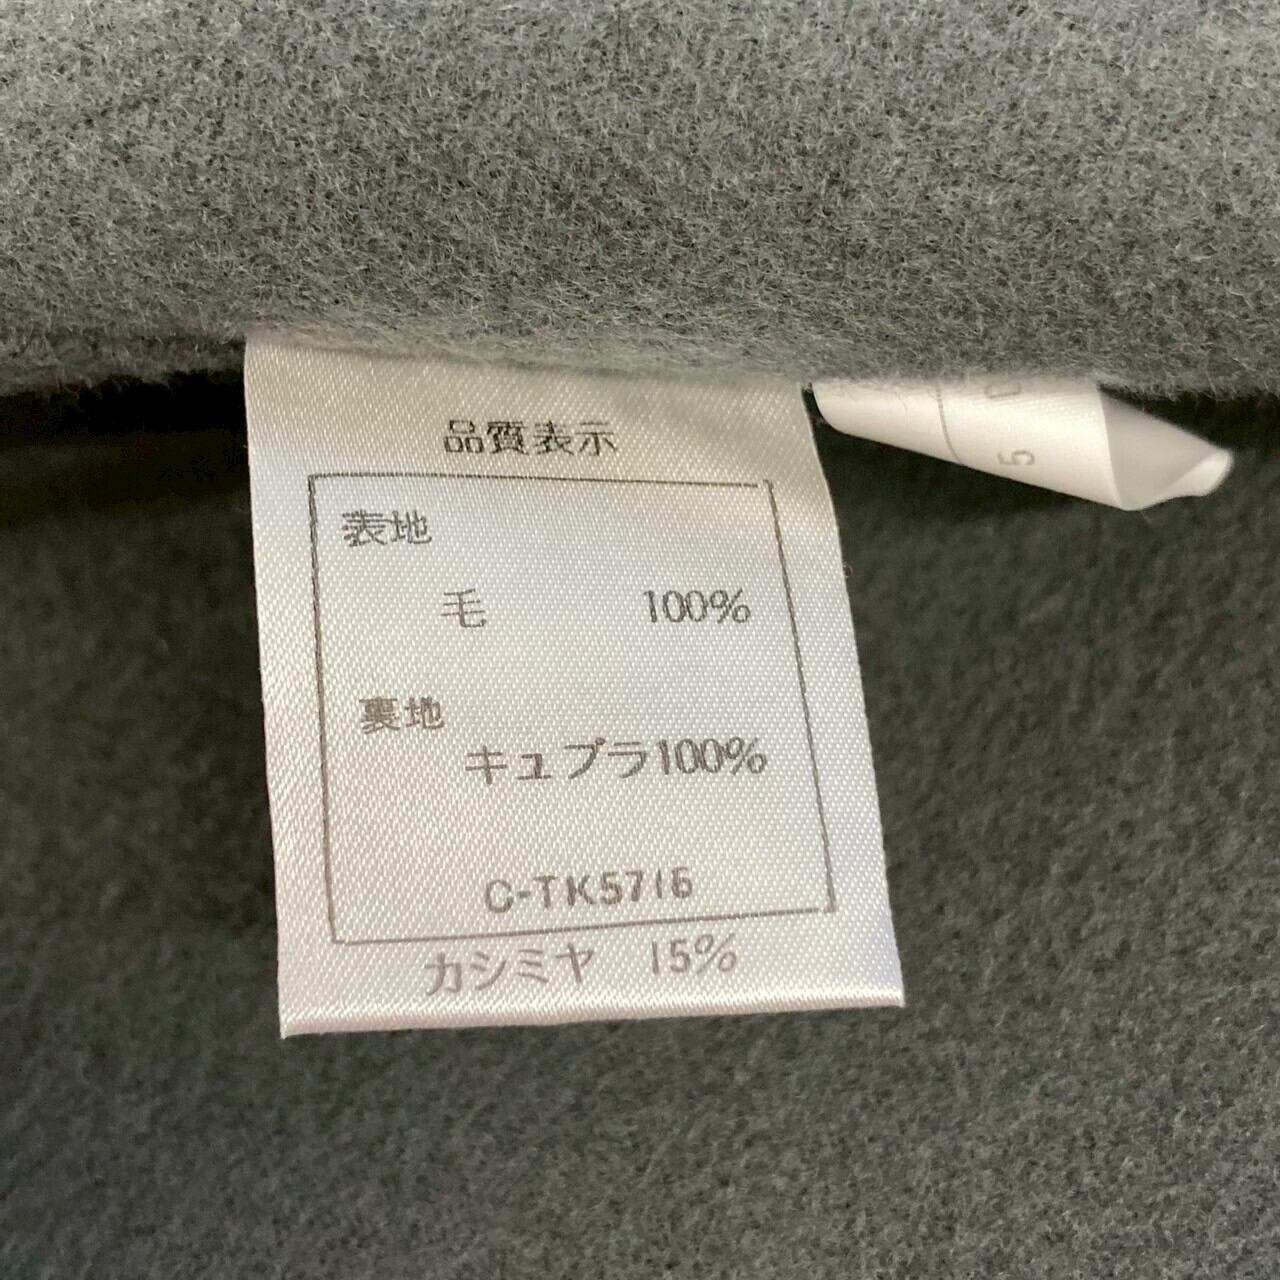 品質表示
表地
毛 100%
裏地
キュプラ100%
C-TK5716
カシミヤ 15%
5